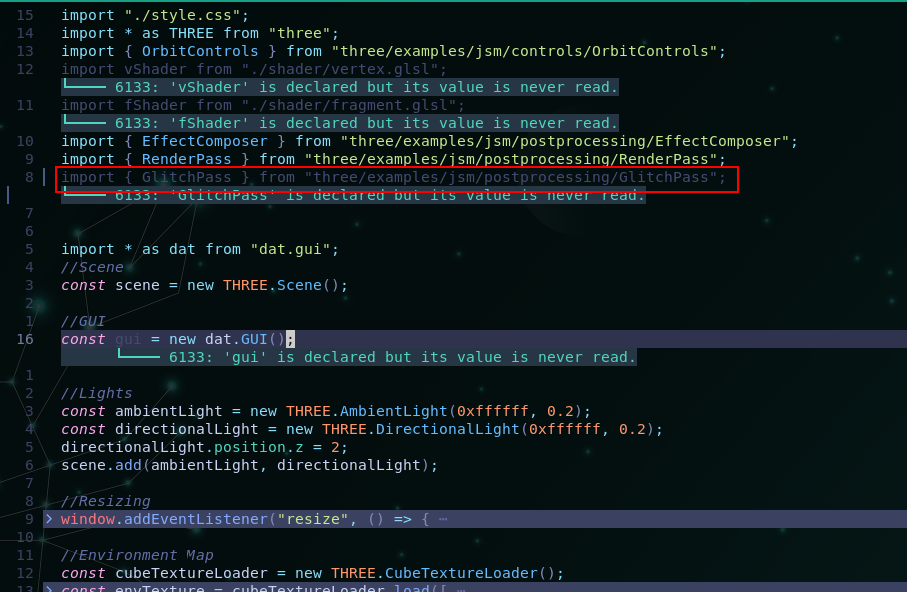 15 import "./style.css";
14 import * as THREE from "three";
13 import { OrbitControls } from "three/examples/jsm/controls/OrbitControls";
12 import vShader from "./shader/vertex.glsl";
6133: 'vShader' is declared but its value is never read.
11 import fShader from "./shader/fragment.glsl";
6133: 'fShader' is declared but its value is never read.
10 import { EffectComposer } from "three/examples/jsm/postprocessing/EffectComposer";
9 import { RenderPass } from "three/examples/jsm/postprocessing/RenderPass";
8 import { GlitchPass } from "three/examples/jsm/postprocessing/GlitchPass";
6133: 'GlitchPass' is declared but its value is never read.
7
6
5 import * as dat from "dat.gui";
4 //Scene
3 const scene = new THREE.Scene();
2
1 //GUI
16 const gui = new dat.GUI();
6133: 'gui' is declared but its value is never read.
1
2 //Lights
3 const ambientLight = new THREE.AmbientLight(0xffffff, 0.2);
4 const directionalLight = new THREE.DirectionalLight(0xffffff, 0.2);
5 directionalLight.position.z = 2;
6 scene.add(ambientLight, directionalLight);
7
8 //Resizing
9 > window.addEventListener("resize", () => { ⋯
10
11 //Environment Map
12 const cubeTextureLoader = new THREE.CubeTextureLoader();
13 > const envTexture = cubeTextureLoader.load([ ⋯